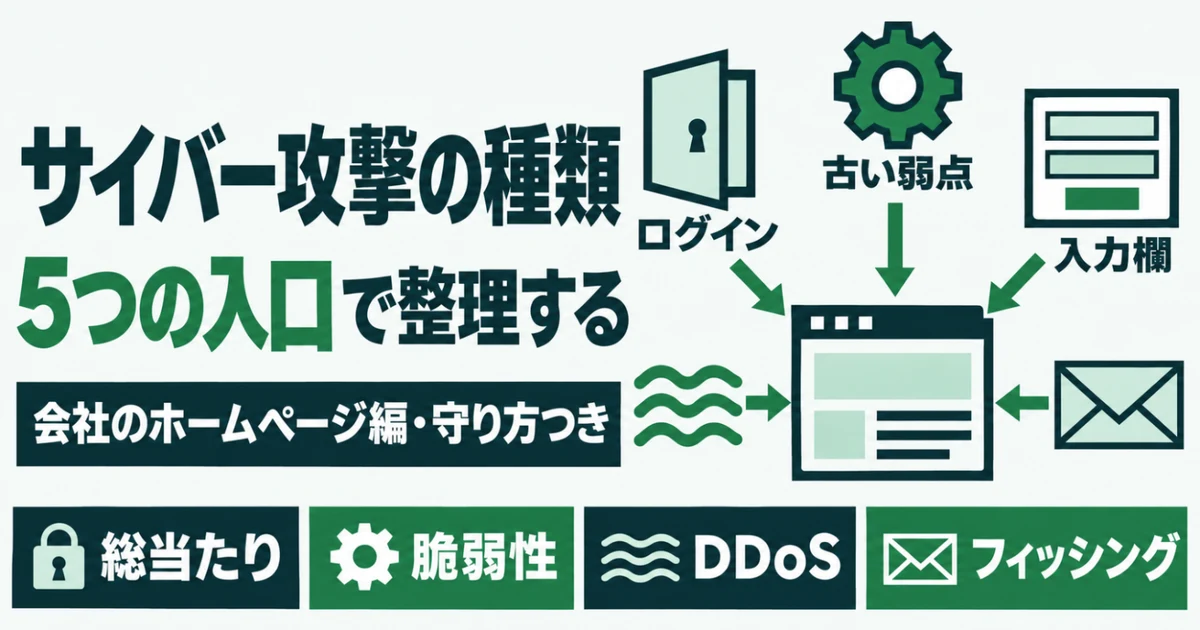 サイバー攻撃の種類
5つの入口で整理する
会社のホームページ編・守り方つき
ログイン
古い弱点
入力欄
総当たり
脆弱性
DDoS
フィッシング